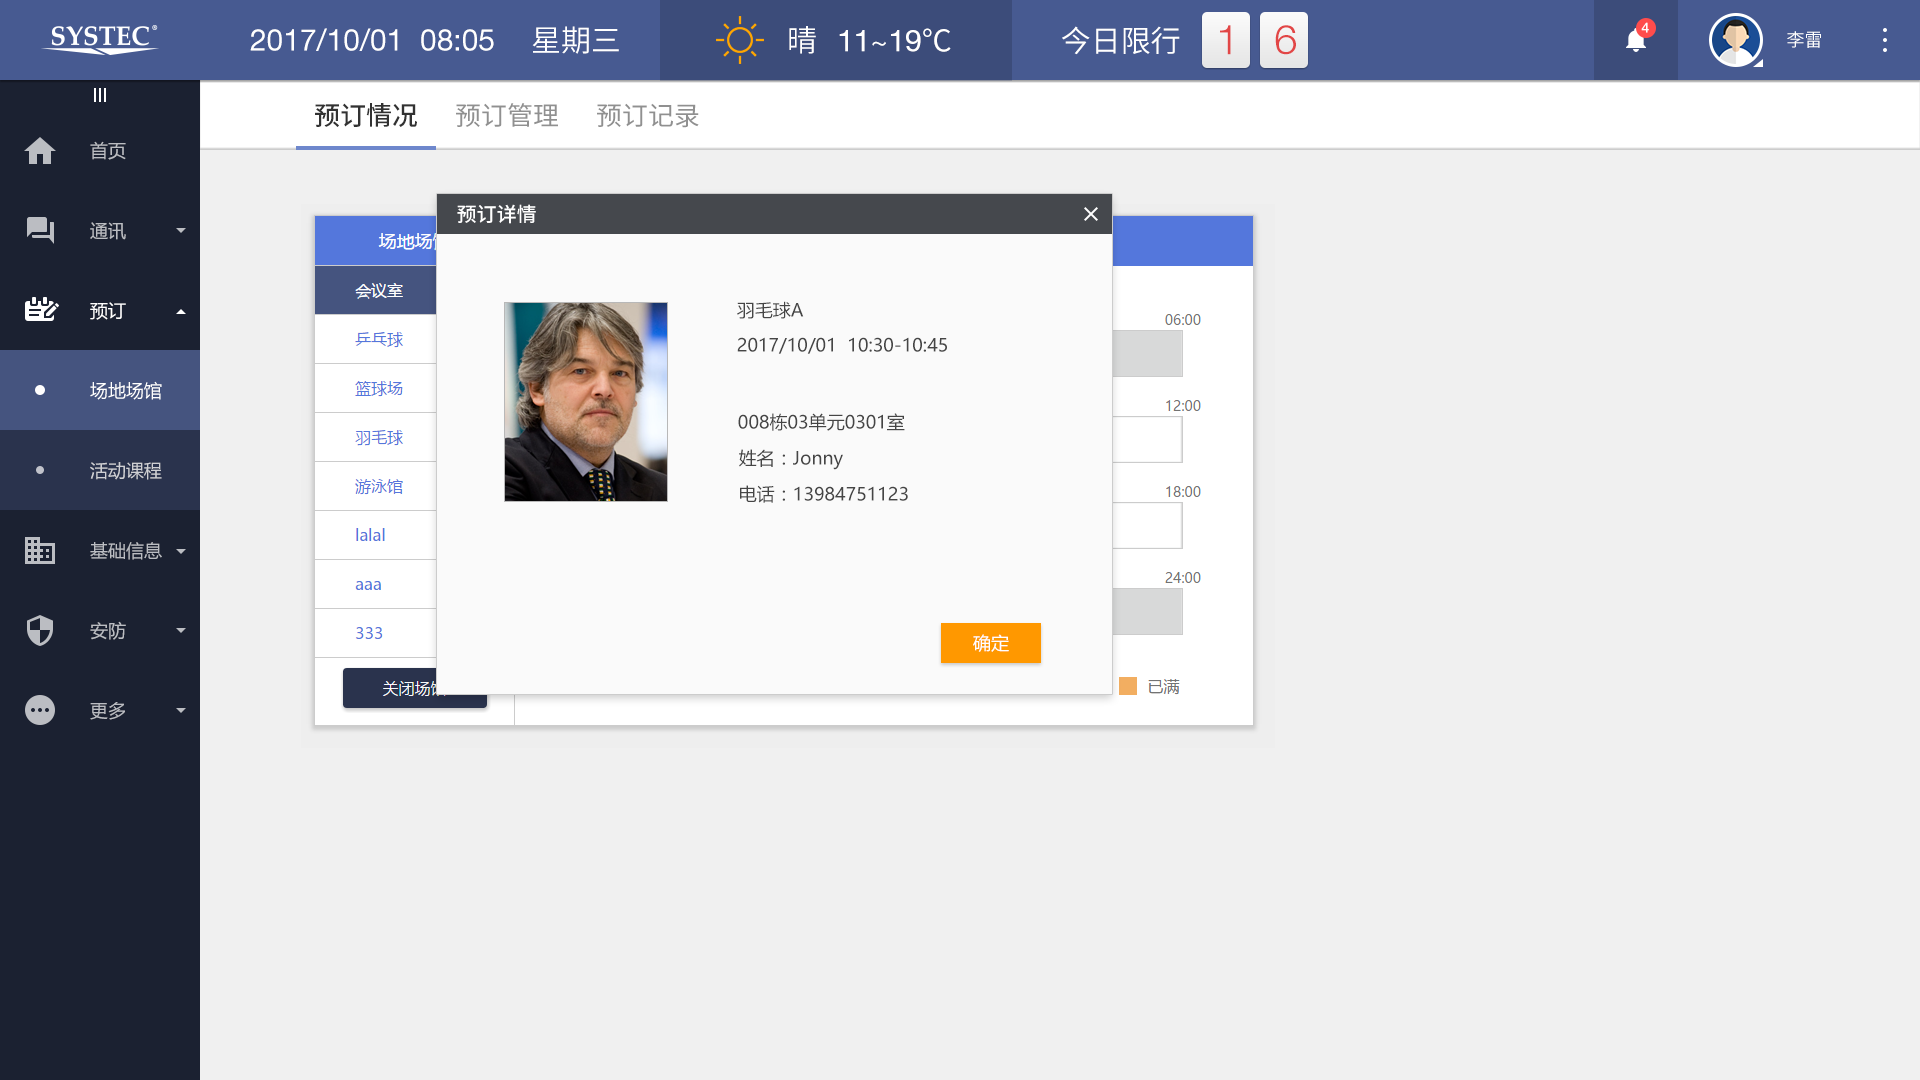 SYSTEC®
2017/10/01 08:05 星期三
晴 11~19℃
今日限行 1 6
4
李雷
首页
通讯
预订
场地场馆
活动课程
基础信息
安防
更多
预订情况 预订管理 预订记录
场地场
会议室
乒乓球
篮球场
羽毛球
游泳馆
lalal
aaa
333
关闭场
预订详情
羽毛球A
2017/10/01 10:30-10:45
008栋03单元0301室
姓名：Jonny
电话：13984751123
确定
06:00
12:00
18:00
24:00
已满